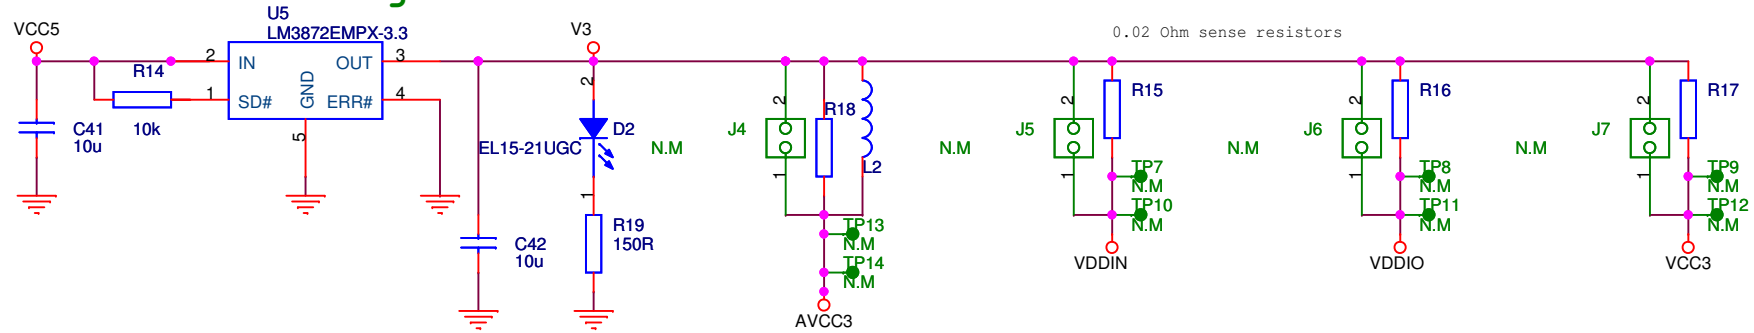 VCC5
C41
10u
R14
10k
U5
LM3872EMPX-3.3
2
IN
OUT
3
1
SD#
GND
ERR#
4
5
C42
10u
V3
2
D2
EL15-21UGC
1
R19
150R
N.M
J4
2
1
R18
L2
TP13
N.M
TP14
N.M
AVCC3
0.02 Ohm sense resistors
N.M
J5
2
1
R15
TP7
N.M
TP10
N.M
VDDIN
N.M
J6
2
1
R16
TP8
N.M
TP11
N.M
VDDIO
N.M
J7
2
1
R17
TP9
N.M
TP12
N.M
VCC3